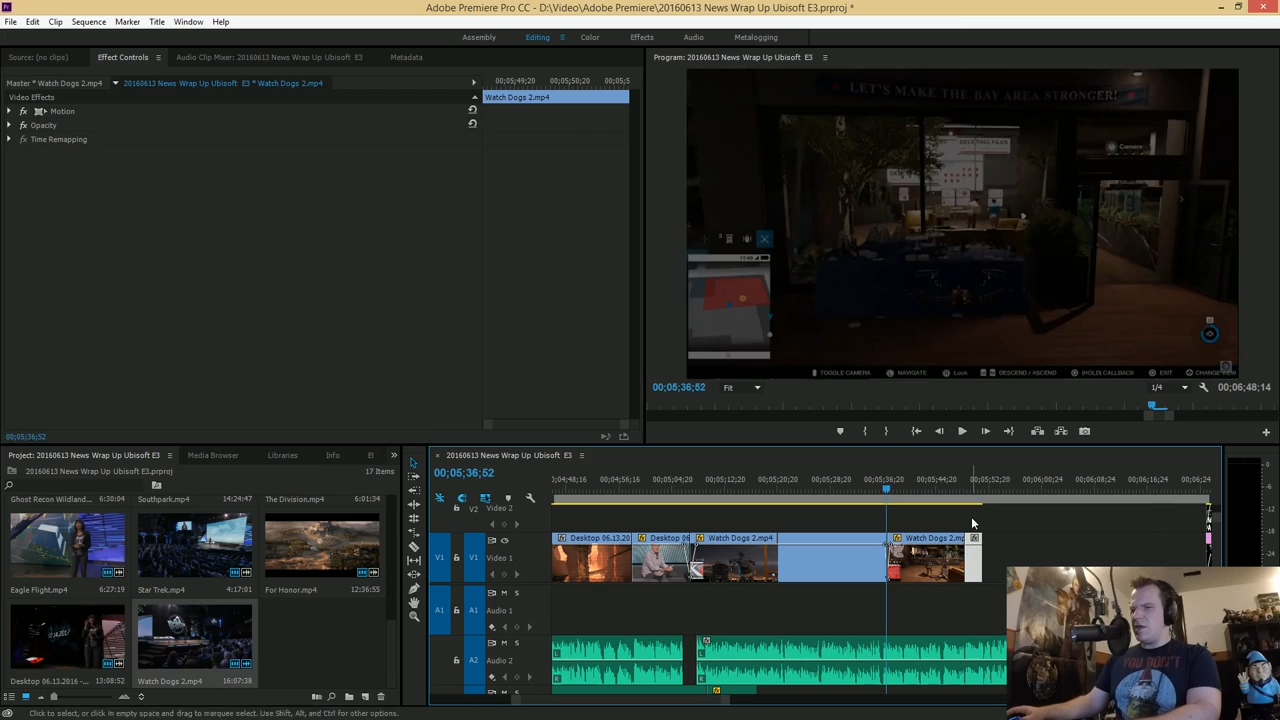 Adobe Premiere Pro CC - D:\Video\Adobe Premiere\20160613 News Wrap Up Ubisoft E3.prproj *
File Edit Clip Sequence Marker Title Window Help
Assembly Editing Color Effects Audio Metalogging
Source: (no clips) Effect Controls Audio Clip Mixer: 20160613 News Wrap Up Ubisoft E3 Metadata
Program: 20160613 News Wrap Up Ubisoft E3
Master * Watch Dogs 2.mp4 20160613 News Wrap Up Ubisoft E3 * Watch Dogs 2.mp4
00;05;49;20 00;05;50;20 00;05;5
Video Effects
Watch Dogs 2.mp4
fx Motion
fx Opacity
fx Time Remapping
LET'S MAKE THE BAY AREA STRONGER!
Camera
DELETING FILES
3
11:49
TOGGLE CAMERA NAVIGATE Look DESCEND / ASCEND (HOLD) CALLBACK EXIT CHANGE VIEW
00;05;36;52 Fit 1/4 00;06;48;14
00;05;36;52
Project: 20160613 News Wrap Up Ubisoft E3 Media Browser Libraries Info
20160613 News Wrap Up Ubisoft E3.prproj 17 Items
Ghost Recon Wildland... 6:30:04 Southpark.mp4 14:24:47 The Division.mp4 6:01:34
Eagle Flight.mp4 6:27:19 Star Trek.mp4 4:17:01 For Honor.mp4 12:36:55
Desktop 06.13.2016 -... 13:08:52 Watch Dogs 2.mp4 16:07:38
20160613 News Wrap Up Ubisoft E3
00;05;36;52
0;04;48;16 00;04;56;16 00;05;04;20 00;05;12;20 00;05;20;20 00;05;28;20 00;05;36;20 00;05;44;20 00;05;52;20 00;06;00;24 00;06;08;24 00;06;16;24 00;06;24
V2 Video 2
Desktop 06.13.20 Desktop 06 Watch Dogs 2.mp4 Watch Dogs 2.mp
V1 V1 Video 1
M S
A1 A1 Audio 1
M S
A2 Audio 2
L
R
L
R
-6
-12
-18
YOU DON'T
Click to select, or click in empty space and drag to marquee select. Use Shift, Alt, and Ctrl for other options.